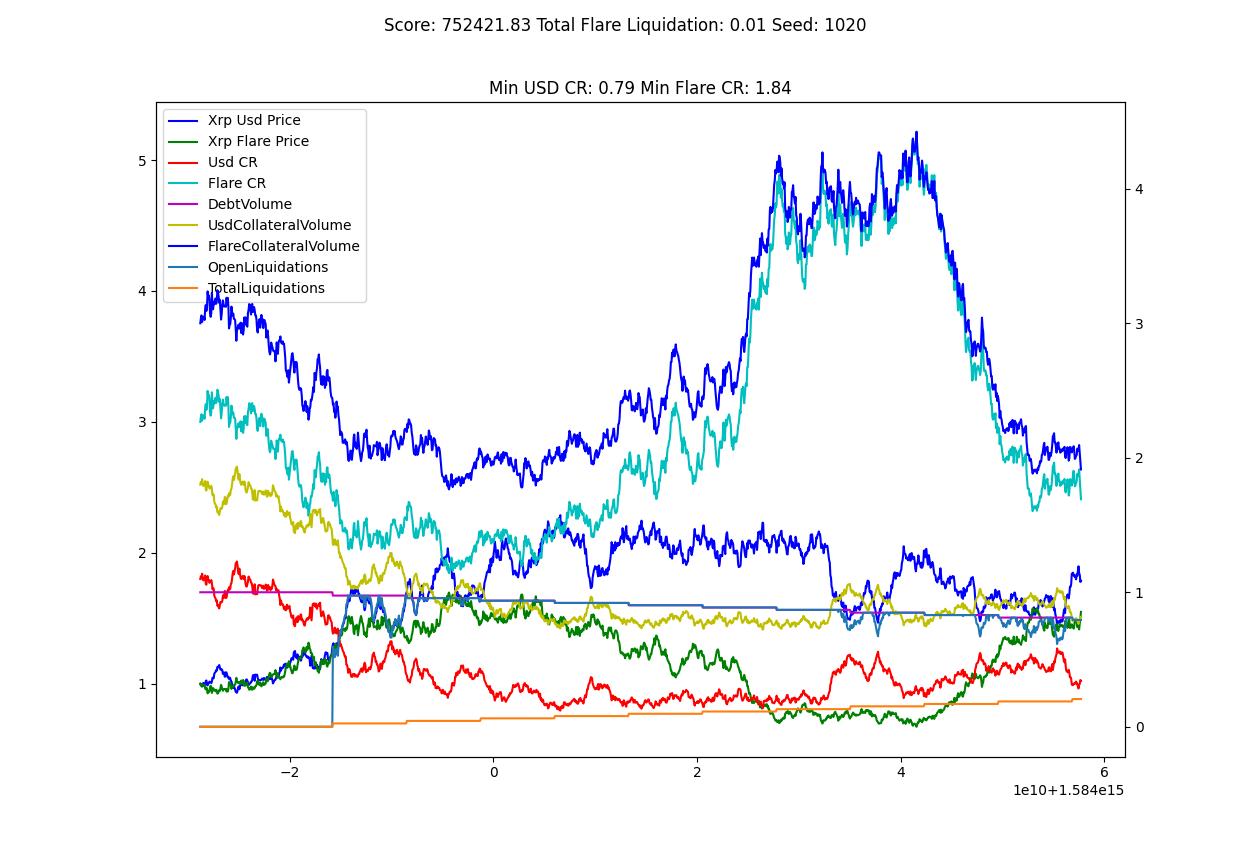 Score: 752421.83 Total Flare Liquidation: 0.01 Seed: 1020
Min USD CR: 0.79 Min Flare CR: 1.84
Xrp Usd Price
Xrp Flare Price
Usd CR
Flare CR
DebtVolume
UsdCollateralVolume
FlareCollateralVolume
OpenLiquidations
TotalLiquidations
5
4
3
2
1
4
3
2
1
0
−2 0 2 4 6
1e10+1.584e15